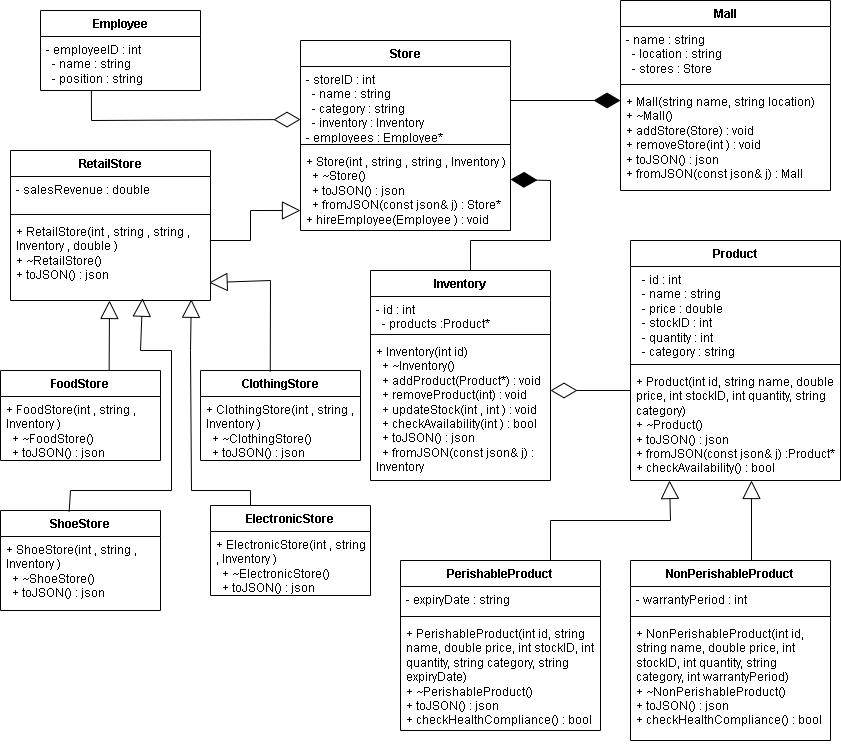 Employee
- employeeID : int
- name : string
- position : string
Store
- storeID : int
- name : string
- category : string
- inventory : Inventory
- employees : Employee*
+ Store(int , string , string , Inventory )
+ ~Store()
+ toJSON() : json
+ fromJSON(const json& j) : Store*
+ hireEmployee(Employee ) : void
Mall
- name : string
- location : string
- stores : Store
+ Mall(string name, string location)
+ ~Mall()
+ addStore(Store) : void
+ removeStore(int ) : void
+ toJSON() : json
+ fromJSON(const json& j) : Mall
RetailStore
- salesRevenue : double
+ RetailStore(int , string , string ,
Inventory , double )
+ ~RetailStore()
+ toJSON() : json
Inventory
- id : int
- products :Product*
+ Inventory(int id)
+ ~Inventory()
+ addProduct(Product*) : void
+ removeProduct(int) : void
+ updateStock(int , int ) : void
+ checkAvailability(int ) : bool
+ toJSON() : json
+ fromJSON(const json& j) :
Inventory
Product
- id : int
- name : string
- price : double
- stockID : int
- quantity : int
- category : string
+ Product(int id, string name, double
price, int stockID, int quantity, string
category)
+ ~Product()
+ toJSON() : json
+ fromJSON(const json& j) :Product*
+ checkAvailability() : bool
FoodStore
+ FoodStore(int , string ,
Inventory )
+ ~FoodStore()
+ toJSON() : json
ClothingStore
+ ClothingStore(int , string ,
Inventory )
+ ~ClothingStore()
+ toJSON() : json
ShoeStore
+ ShoeStore(int , string ,
Inventory )
+ ~ShoeStore()
+ toJSON() : json
ElectronicStore
+ ElectronicStore(int , string
, Inventory )
+ ~ElectronicStore()
+ toJSON() : json
PerishableProduct
- expiryDate : string
+ PerishableProduct(int id, string
name, double price, int stockID, int
quantity, string category, string
expiryDate)
+ ~PerishableProduct()
+ toJSON() : json
+ checkHealthCompliance() : bool
NonPerishableProduct
- warrantyPeriod : int
+ NonPerishableProduct(int id,
string name, double price, int
stockID, int quantity, string
category, int warrantyPeriod)
+ ~NonPerishableProduct()
+ toJSON() : json
+ checkHealthCompliance() : bool